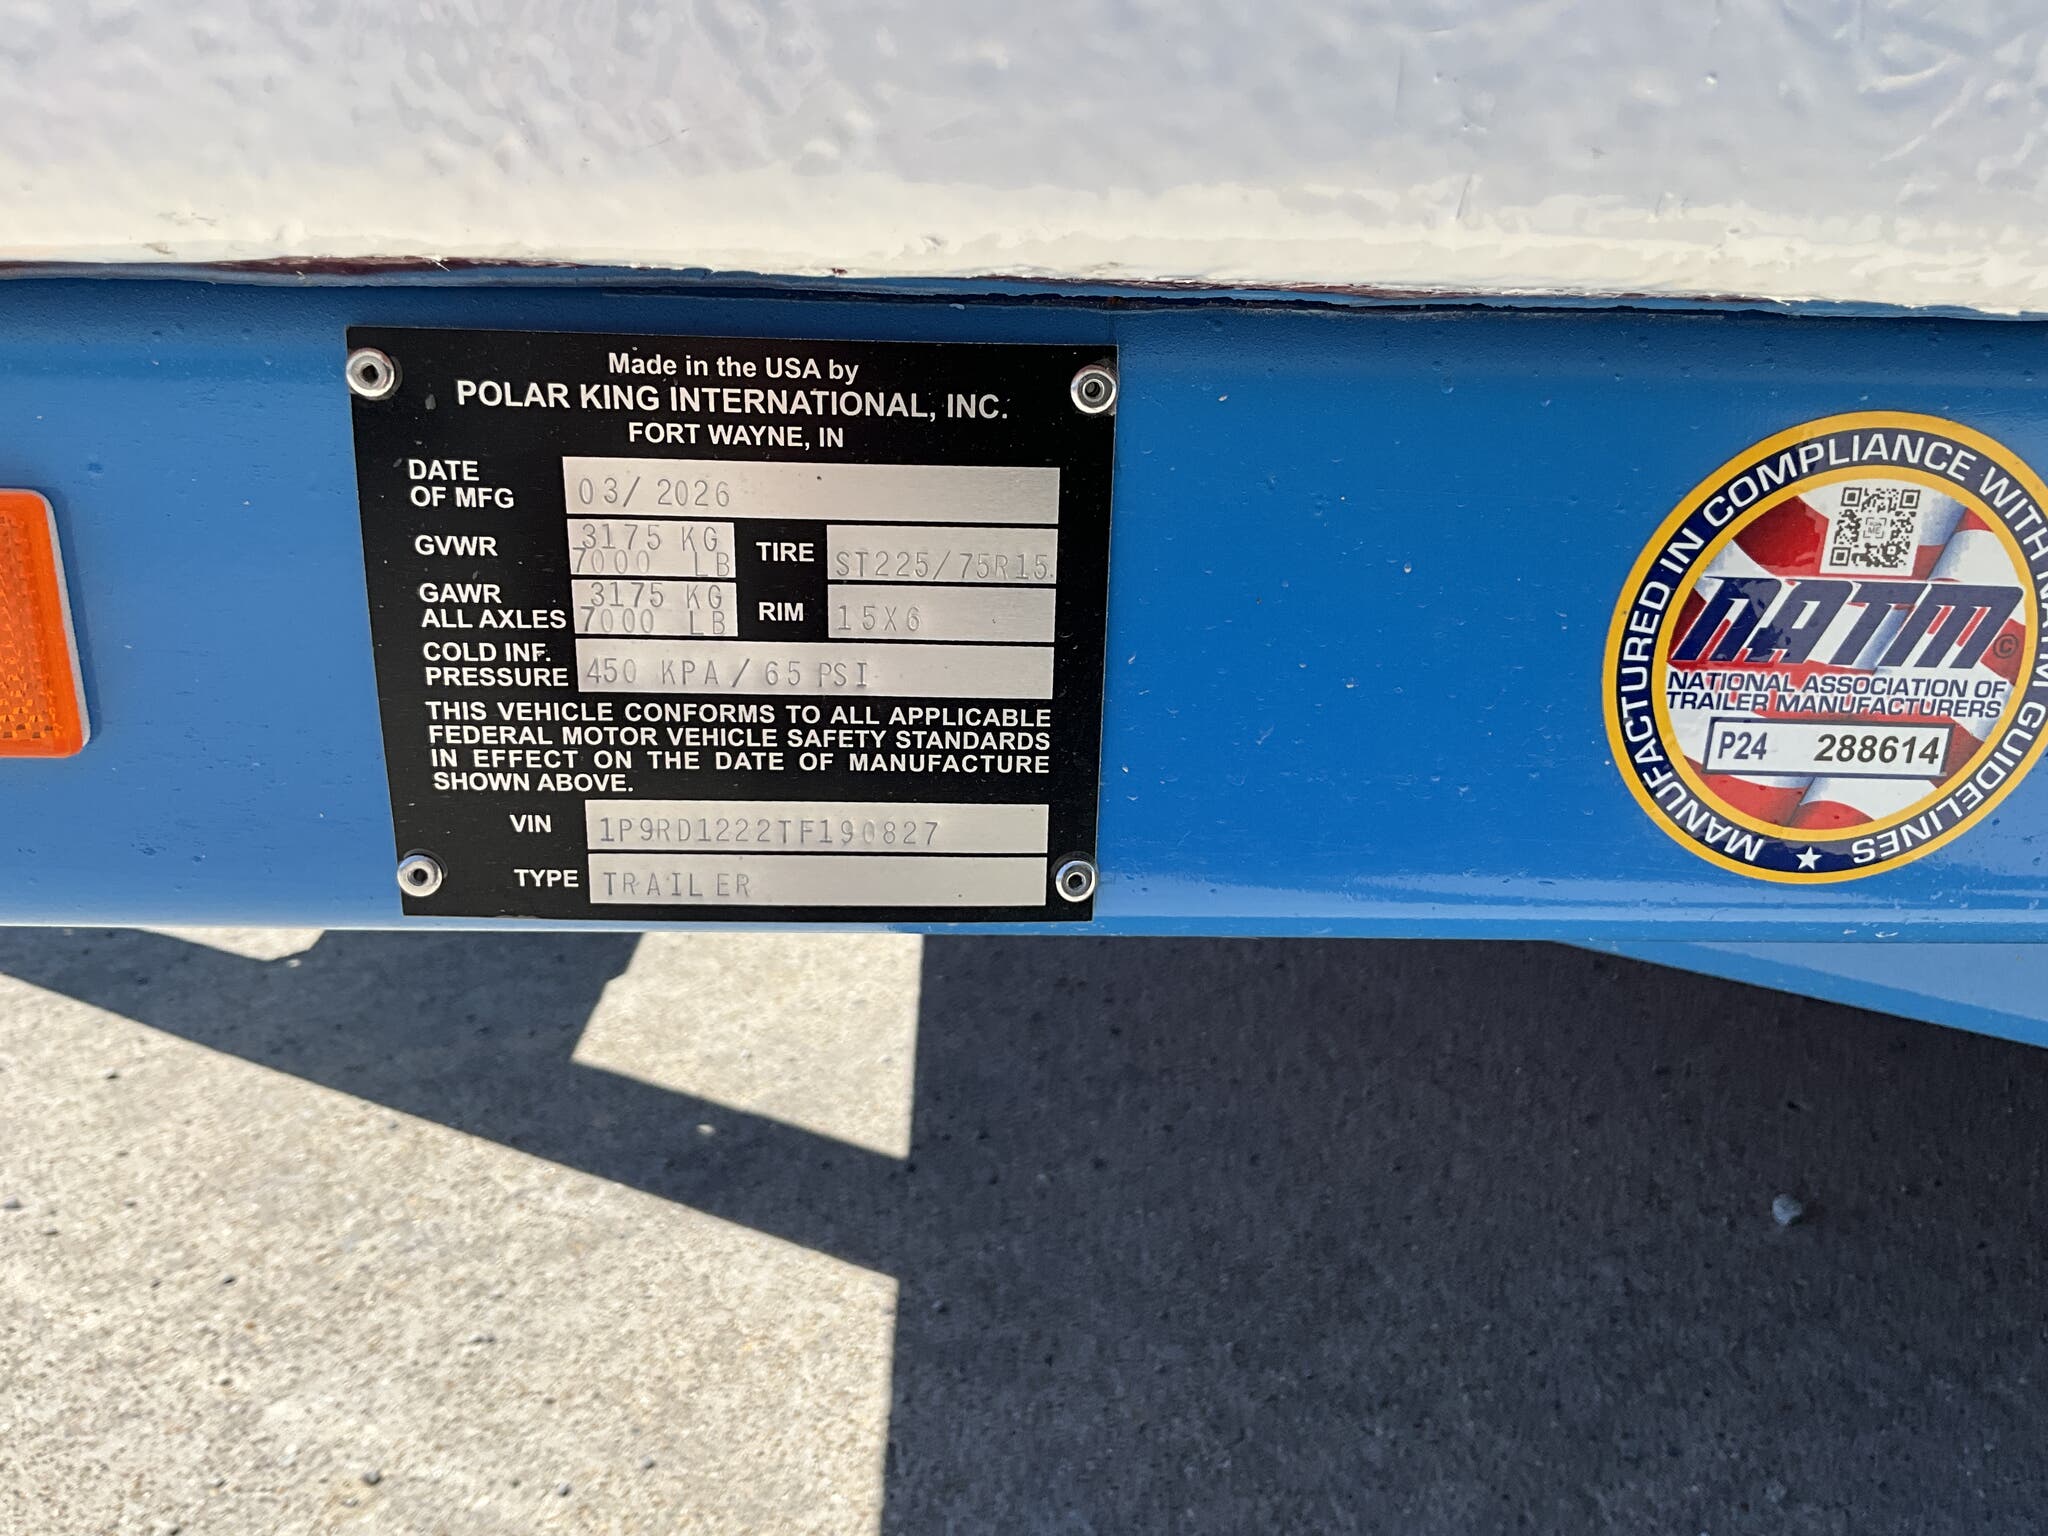 Made in the USA by
POLAR KING INTERNATIONAL, INC.
FORT WAYNE, IN
DATE OF MFG 03/ 2026
GVWR 3175 KG 7000 LB TIRE ST225/75R15
GAWR ALL AXLES 3175 KG 7000 LB RIM 15X6
COLD INF. PRESSURE 450 KPA / 65 PSI
THIS VEHICLE CONFORMS TO ALL APPLICABLE
FEDERAL MOTOR VEHICLE SAFETY STANDARDS
IN EFFECT ON THE DATE OF MANUFACTURE
SHOWN ABOVE.
VIN 1P9RD1222TF190827
TYPE TRAILER
MANUFACTURED IN COMPLIANCE WITH NATM GUIDELINES
NATM ©
NATIONAL ASSOCIATION OF
TRAILER MANUFACTURERS
P24 288614